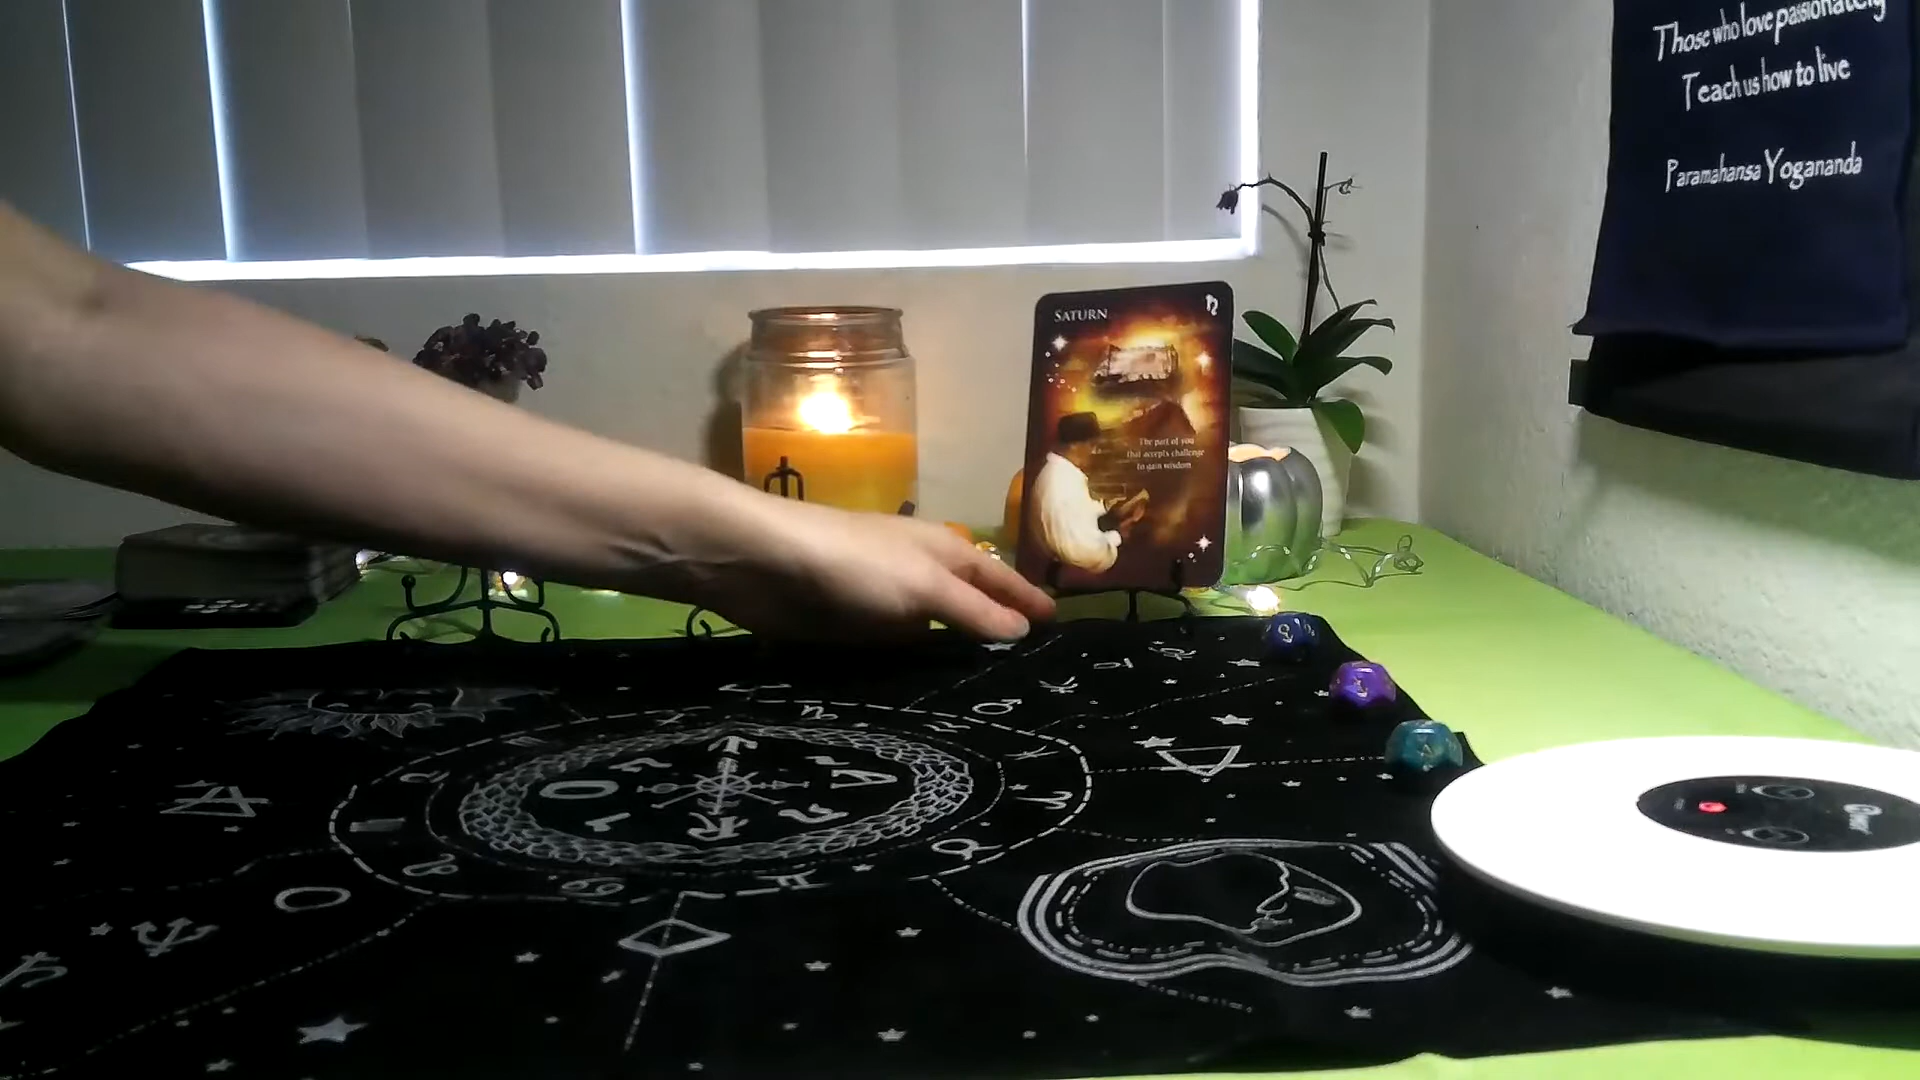 Those who love passionately
Teach us how to live
Paramahansa Yogananda
SATURN
The part of you
that accepts challenge
to gain wisdom